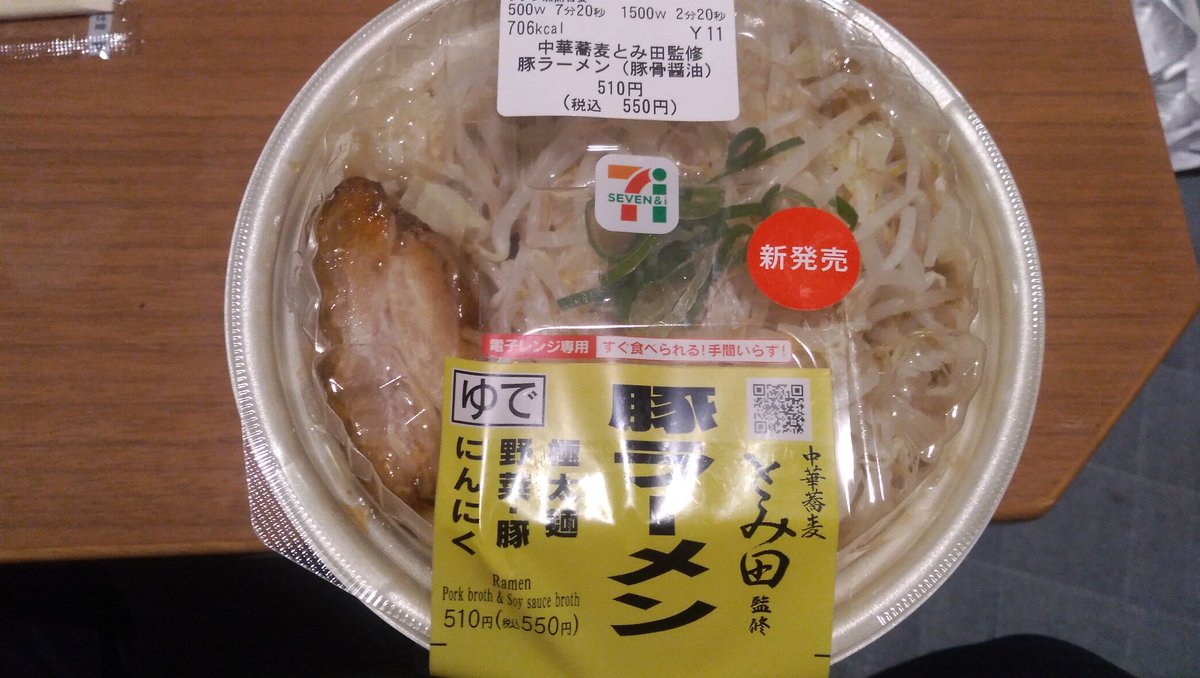 500W 7分20秒 1500W 2分20秒
706kcal Y11
中華蕎麦とみ田監修
豚ラーメン(豚骨醤油)
510円
(税込 550円)
7i
SEVEN&i
新発売
電子レンジ専用 すぐ食べられる!手間いらず!
中華蕎麦
とみ田監修
豚ラーメン
ゆで
極太麺
野菜・豚
にんにく
Ramen
Pork broth & Soy sauce broth
510円(税込550円)